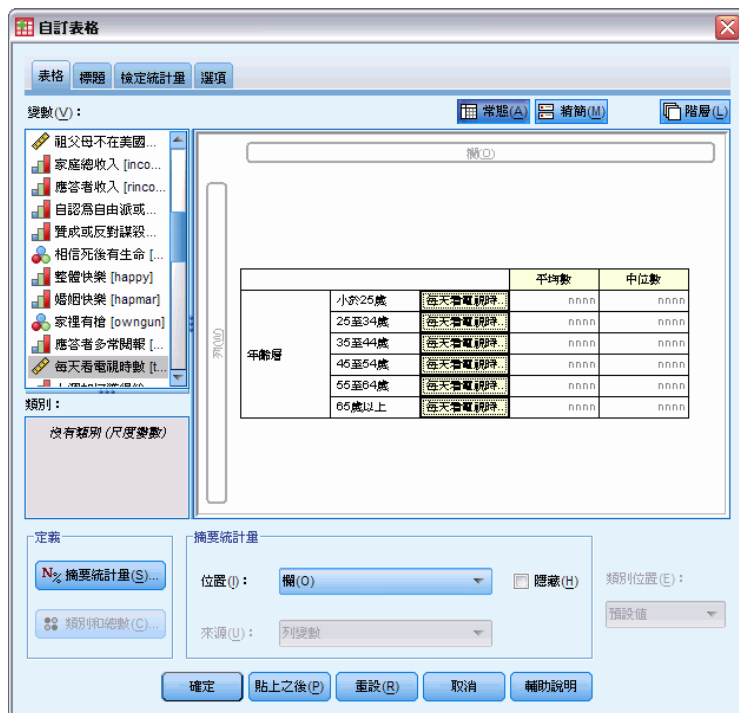 自訂表格
表格 標題 檢定統計量 選項
變數(V)： 常態(A) 精簡(M) 階層(L)
祖父母不在美國...
家庭總收入 [inco...
應答者收入 [rinco...
自認為自由派或...
贊成或反對謀殺...
相信死後有生命 [...
整體快樂 [happy]
婚姻快樂 [hapmar]
家裡有槍 [owngun]
應答者多常閱報 [...
每天看電視時數 [t...
類別：
沒有類別 (尺度變數)
欄(O)
列(W)
平均數 中位數
年齡層
小於25歲 每天看電視時... nnnn nnnn
25至34歲 每天看電視時... nnnn nnnn
35至44歲 每天看電視時... nnnn nnnn
45至54歲 每天看電視時... nnnn nnnn
55至64歲 每天看電視時... nnnn nnnn
65歲以上 每天看電視時... nnnn nnnn
定義
N% 摘要統計量(S)...
類別和總數(C)...
摘要統計量
位置(I)： 欄(O) 隱藏(H)
來源(U)： 列變數
類別位置(E)：
預設值
確定 貼上之後(P) 重設(R) 取消 輔助說明